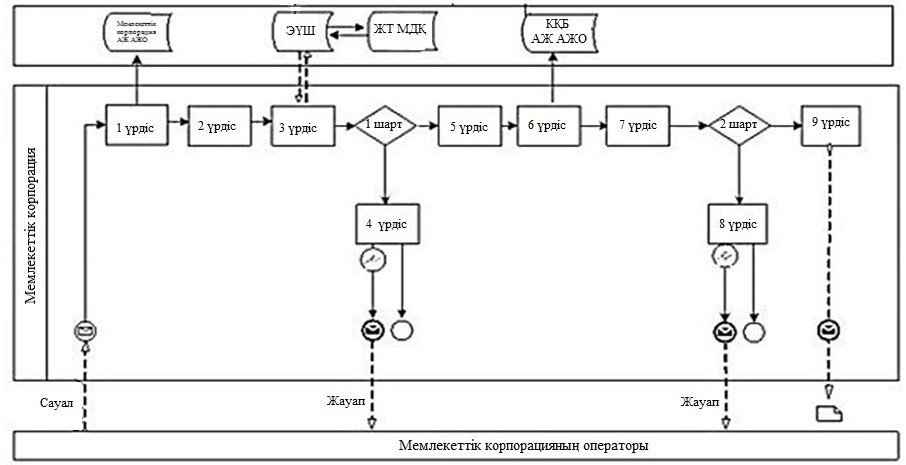 Мемлекеттік
корпорация
АЖ АЖО
ЭҮШ
ЖТ МДҚ
ККБ
АЖ АЖО
Мемлекеттік корпорация
1 үрдіс
2 үрдіс
3 үрдіс
1 шарт
5 үрдіс
6 үрдіс
7 үрдіс
2 шарт
9 үрдіс
4 үрдіс
8 үрдіс
Сауал
Жауап
Жауап
Мемлекеттік корпорацияның операторы